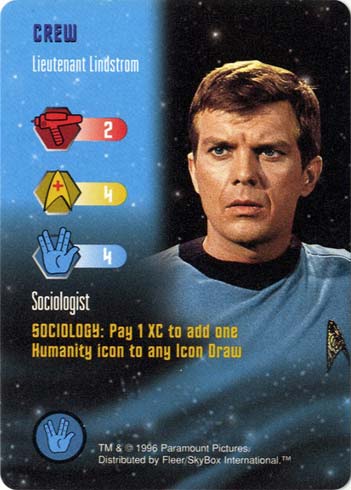 CREW
Lieutenant Lindstrom
2
4
4
Sociologist
SOCIOLOGY: Pay 1 XC to add one
Humanity icon to any Icon Draw
TM & © 1996 Paramount Pictures.
Distributed by Fleer/SkyBox International.™